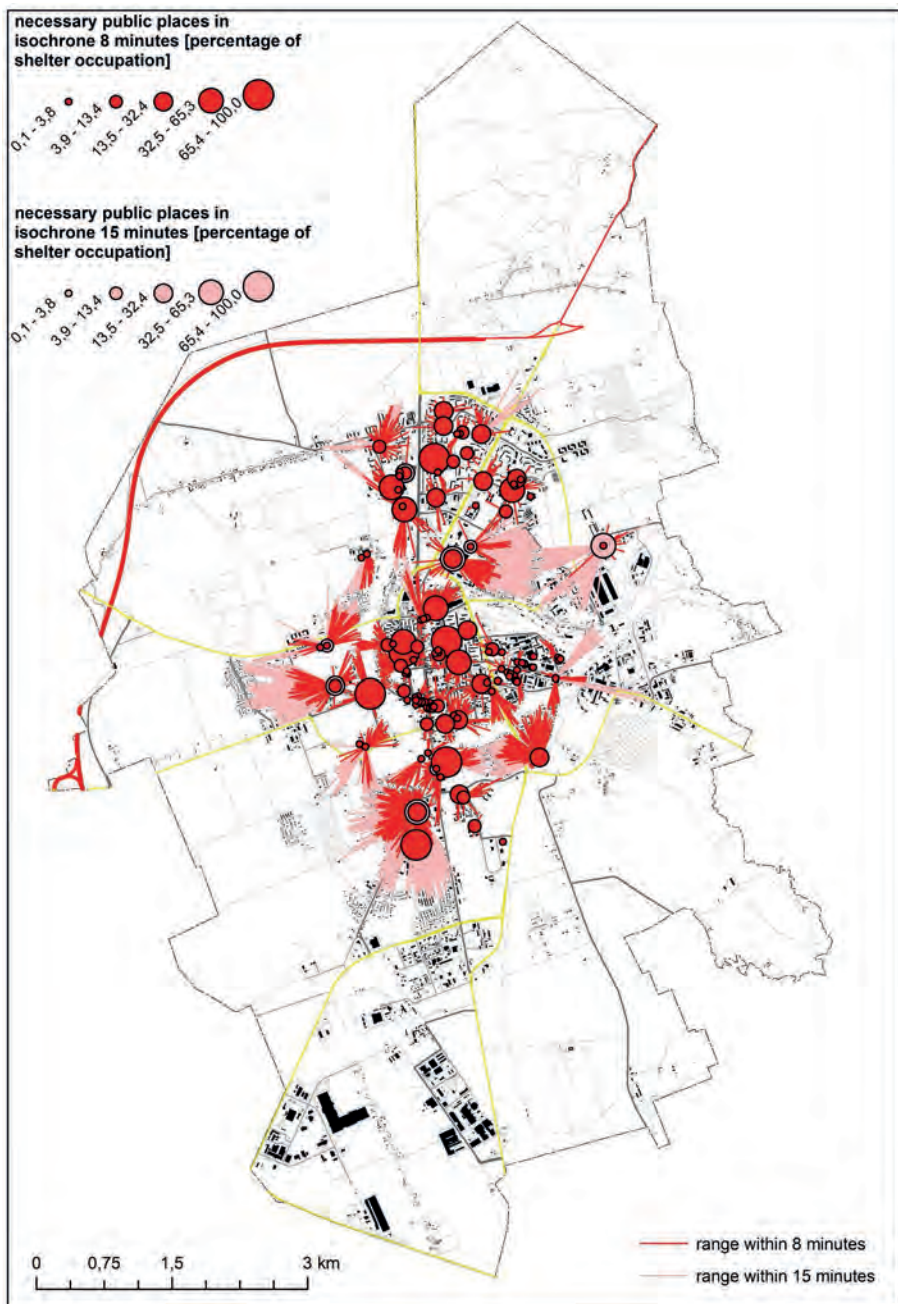 necessary public places in
isochrone 8 minutes [percentage of
shelter occupation]
0,1 - 3,8
3,9 - 13,4
13,5 - 32,4
32,5 - 65,3
65,4 - 100,0
necessary public places in
isochrone 15 minutes [percentage of
shelter occupation]
0,1 - 3,8
3,9 - 13,4
13,5 - 32,4
32,5 - 65,3
65,4 - 100,0
0 0,75 1,5 3 km
range within 8 minutes
range within 15 minutes